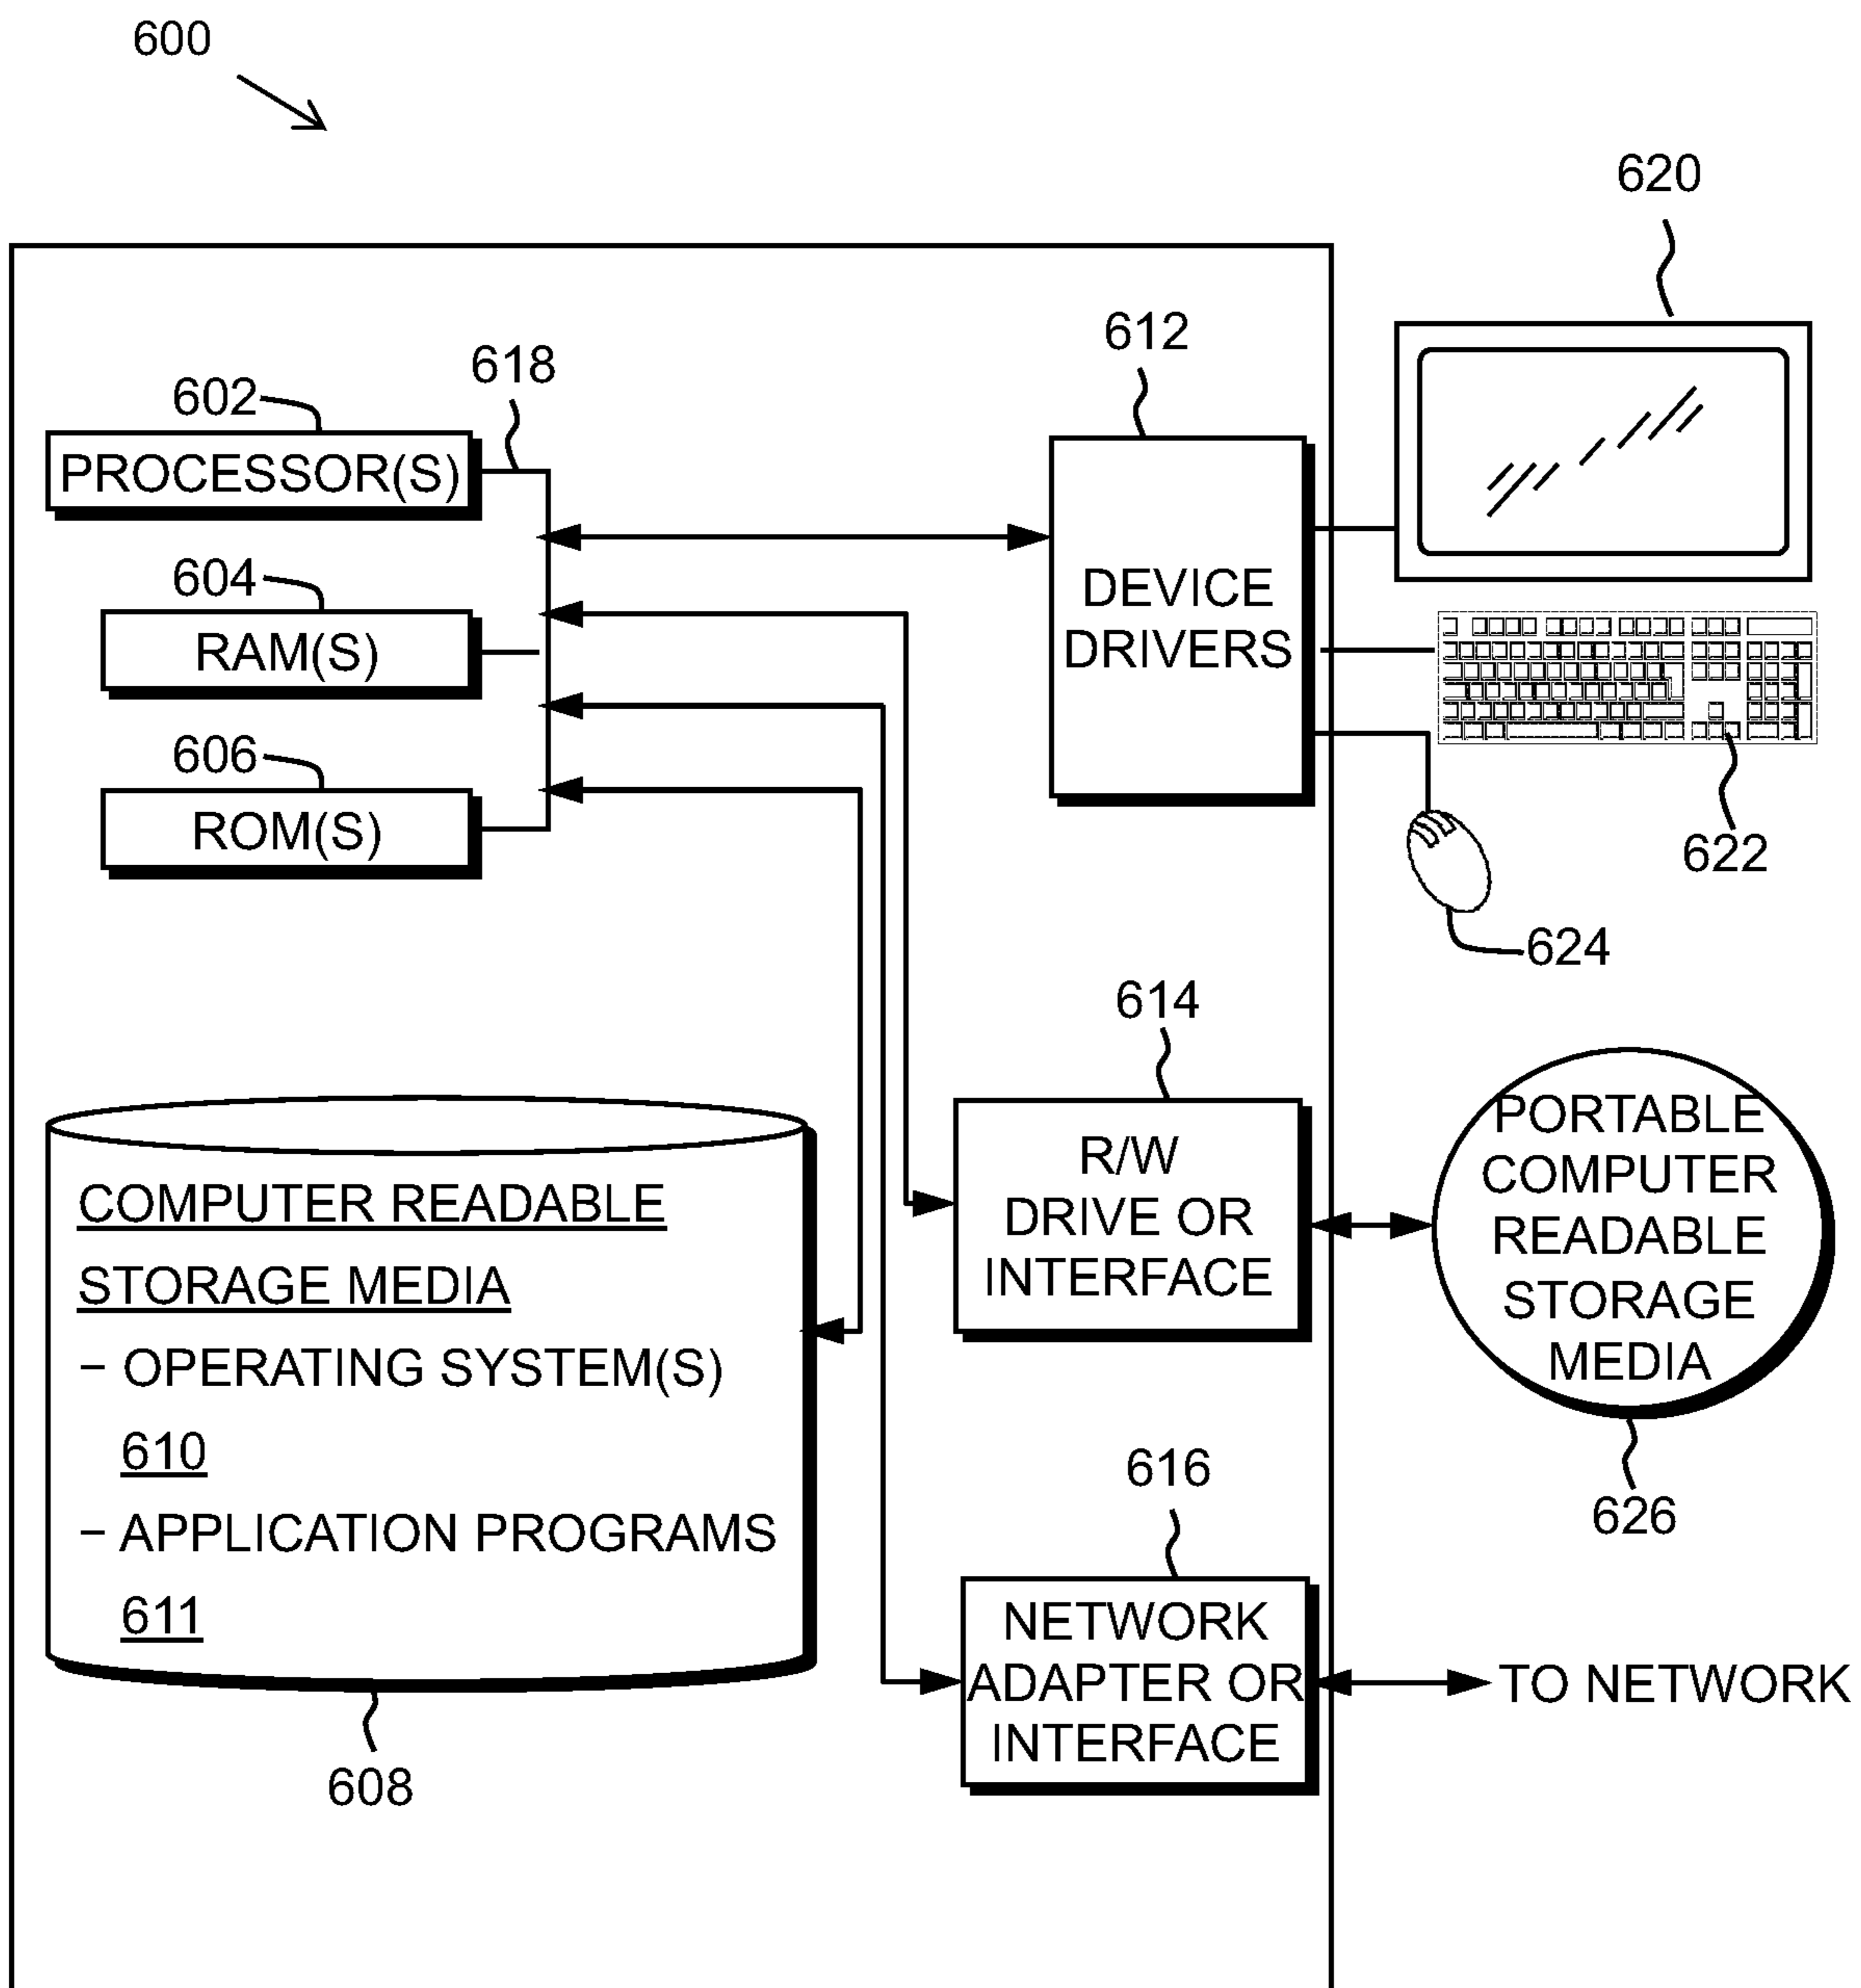 600
620
612
618
602
PROCESSOR(S)
604
RAM(S)
606
ROM(S)
DEVICE
DRIVERS
622
624
614
R/W
DRIVE OR
INTERFACE
PORTABLE
COMPUTER
READABLE
STORAGE
MEDIA
626
COMPUTER READABLE
STORAGE MEDIA
– OPERATING SYSTEM(S)
610
– APPLICATION PROGRAMS
611
608
616
NETWORK
ADAPTER OR
INTERFACE
TO NETWORK